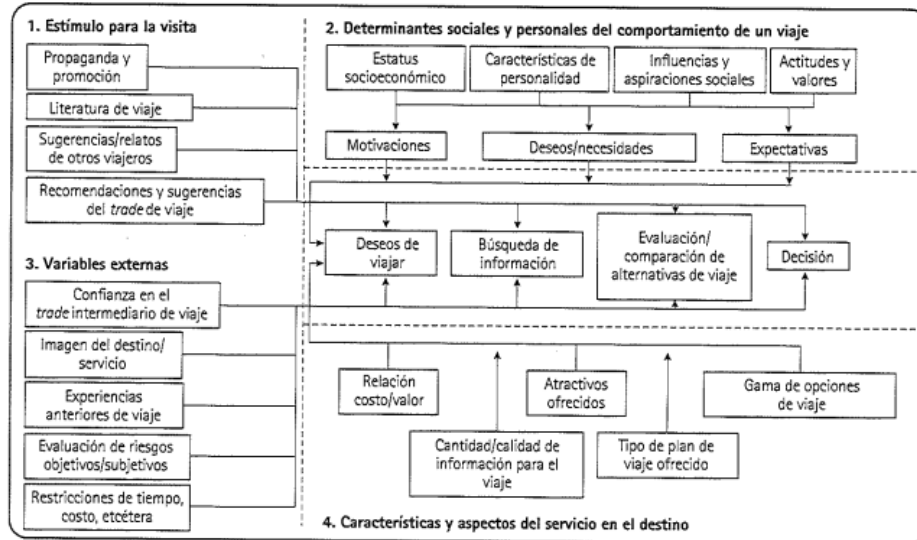 1. Estímulo para la visita
Propaganda y
promoción
Literatura de viaje
Sugerencias/relatos
de otros viajeros
Recomendaciones y sugerencias
del trade de viaje
2. Determinantes sociales y personales del comportamiento de un viaje
Estatus
socioeconómico
Características de
personalidad
Influencias y
aspiraciones sociales
Actitudes y
valores
Motivaciones
Deseos/necesidades
Expectativas
Deseos de
viajar
Búsqueda de
información
Evaluación/
comparación de
alternativas de viaje
Decisión
3. Variables externas
Confianza en el
trade intermediario de viaje
Imagen del destino/
servicio
Experiencias
anteriores de viaje
Evaluación de riesgos
objetivos/subjetivos
Restricciones de tiempo,
costo, etcétera
Relación
costo/valor
Atractivos
ofrecidos
Gama de opciones
de viaje
Cantidad/calidad de
información para el
viaje
Tipo de plan de
viaje ofrecido
4. Características y aspectos del servicio en el destino